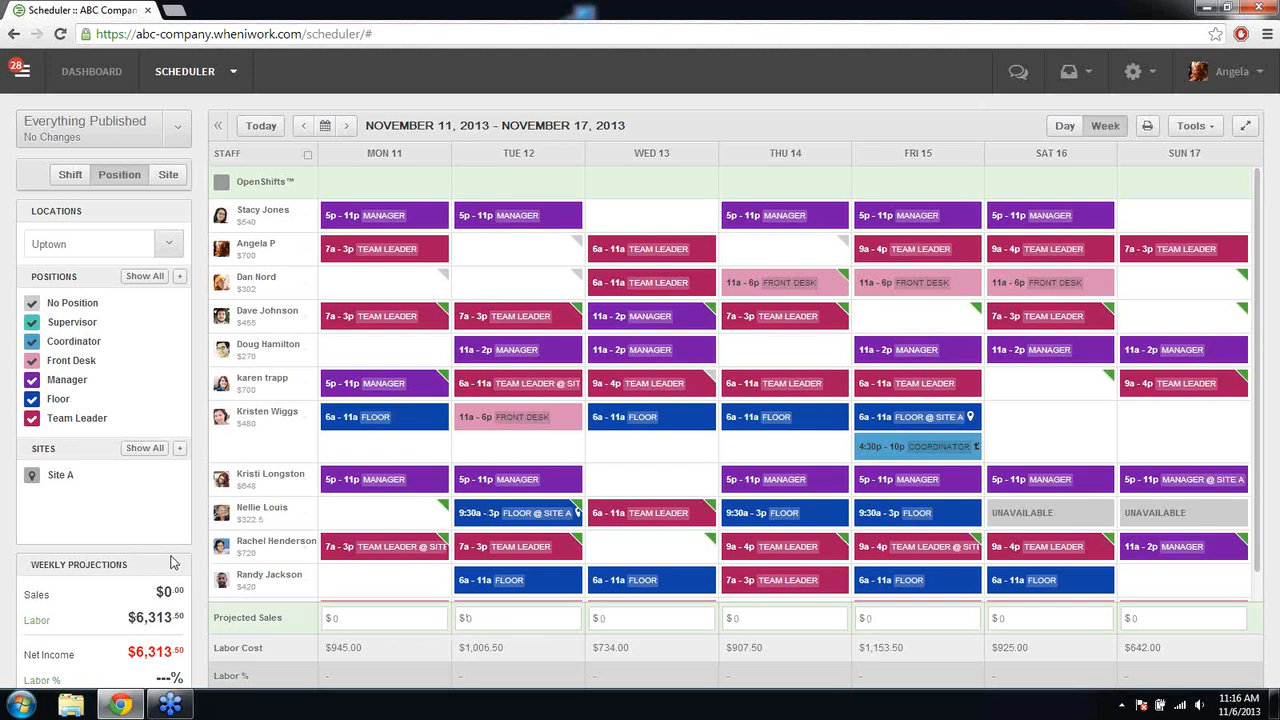 Scheduler :: ABC Compan
https://abc-company.wheniwork.com/scheduler/#
28
DASHBOARD
SCHEDULER
Angela
Everything Published
No Changes
Today
NOVEMBER 11, 2013 - NOVEMBER 17, 2013
Day
Week
Tools
Shift
Position
Site
STAFF
MON 11
TUE 12
WED 13
THU 14
FRI 15
SAT 16
SUN 17
LOCATIONS
Uptown
POSITIONS
Show All
+
No Position
Supervisor
Coordinator
Front Desk
Manager
Floor
Team Leader
SITES
Show All
+
Site A
WEEKLY PROJECTIONS
Sales $0.00
Labor $6,313.50
Net Income $6,313.50
Labor % ---%
OpenShifts™
Stacy Jones
$540
5p - 11p MANAGER
5p - 11p MANAGER
5p - 11p MANAGER
5p - 11p MANAGER
5p - 11p MANAGER
Angela P
$700
7a - 3p TEAM LEADER
6a - 11a TEAM LEADER
9a - 4p TEAM LEADER
9a - 4p TEAM LEADER
7a - 3p TEAM LEADER
Dan Nord
$302
6a - 11a TEAM LEADER
11a - 6p FRONT DESK
11a - 6p FRONT DESK
11a - 6p FRONT DESK
Dave Johnson
$455
7a - 3p TEAM LEADER
7a - 3p TEAM LEADER
11a - 2p MANAGER
7a - 3p TEAM LEADER
7a - 3p TEAM LEADER
Doug Hamilton
$270
11a - 2p MANAGER
11a - 2p MANAGER
11a - 2p MANAGER
11a - 2p MANAGER
11a - 2p MANAGER
karen trapp
$700
5p - 11p MANAGER
6a - 11a TEAM LEADER @ SIT
9a - 4p TEAM LEADER
6a - 11a TEAM LEADER
6a - 11a TEAM LEADER
9a - 4p TEAM LEADER
Kristen Wiggs
$480
6a - 11a FLOOR
11a - 6p FRONT DESK
6a - 11a FLOOR
6a - 11a FLOOR
6a - 11a FLOOR @ SITE A
4:30p - 10p COORDINATOR
Kristi Longston
$648
5p - 11p MANAGER
5p - 11p MANAGER
5p - 11p MANAGER
5p - 11p MANAGER
5p - 11p MANAGER
5p - 11p MANAGER @ SITE A
Nellie Louis
$322.5
9:30a - 3p FLOOR @ SITE A
6a - 11a TEAM LEADER
9:30a - 3p FLOOR
9:30a - 3p FLOOR
UNAVAILABLE
UNAVAILABLE
Rachel Henderson
$720
7a - 3p TEAM LEADER @ SITE
7a - 3p TEAM LEADER
9a - 4p TEAM LEADER
9a - 4p TEAM LEADER @ SIT
9a - 4p TEAM LEADER
11a - 2p MANAGER
Randy Jackson
$420
6a - 11a FLOOR
6a - 11a FLOOR
7a - 3p TEAM LEADER
6a - 11a FLOOR
6a - 11a FLOOR
Projected Sales $ 0 $ 0 $ 0 $ 0 $ 0 $ 0 $ 0
Labor Cost $945.00 $1,006.50 $734.00 $907.50 $1,153.50 $925.00 $642.00
Labor % - - - - - - -
11:16 AM
11/6/2013